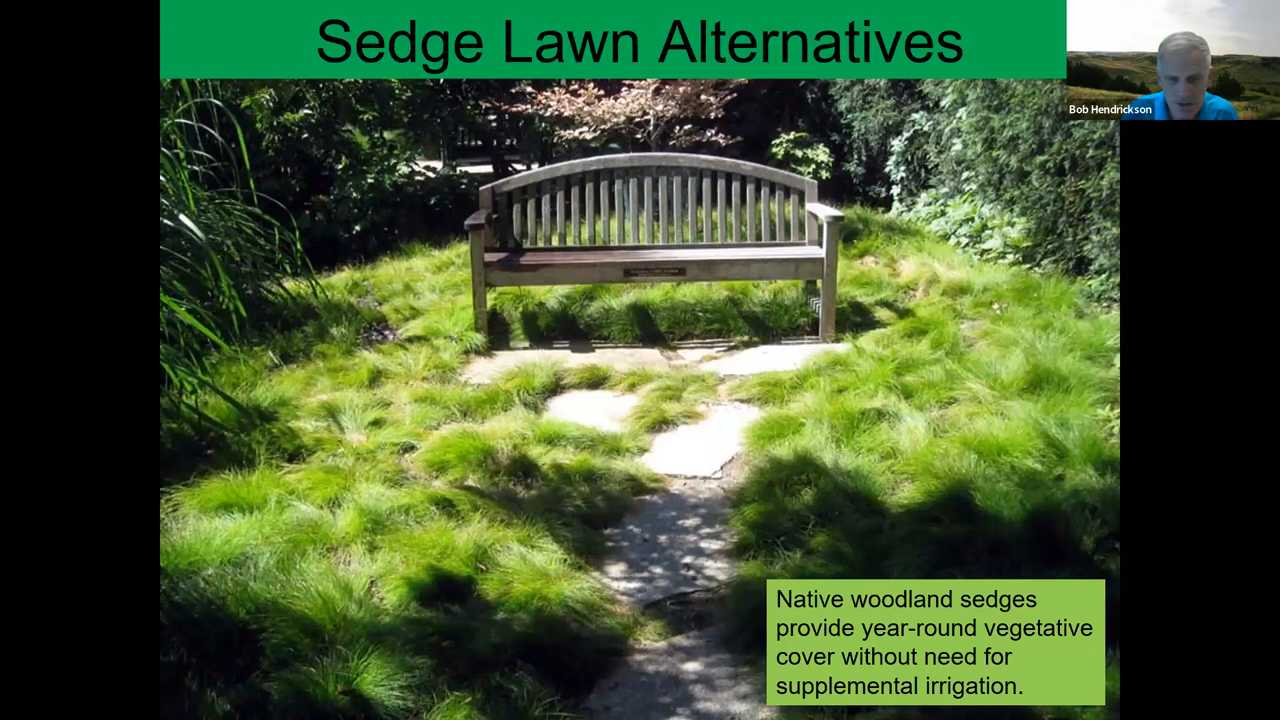 Sedge Lawn Alternatives
Bob Hendrickson
Native woodland sedges
provide year-round vegetative
cover without need for
supplemental irrigation.